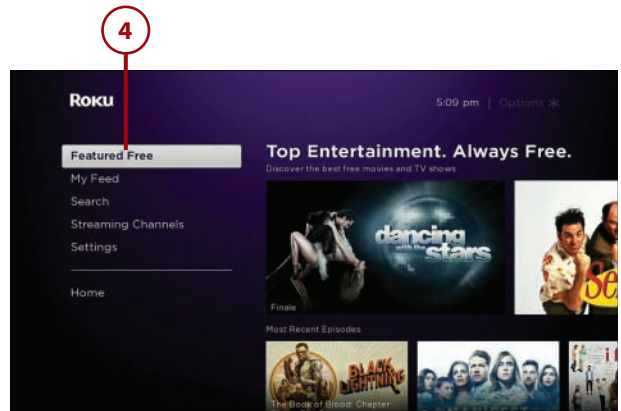 4
Roku
5:09 pm | Options
Featured Free
My Feed
Search
Streaming Channels
Settings
Home
Top Entertainment. Always Free.
Discover the best free movies and TV shows
dancing
with the
stars
Finale
Most Recent Episodes
BLACK
LIGHTNING
The Book of Blood: Chapter